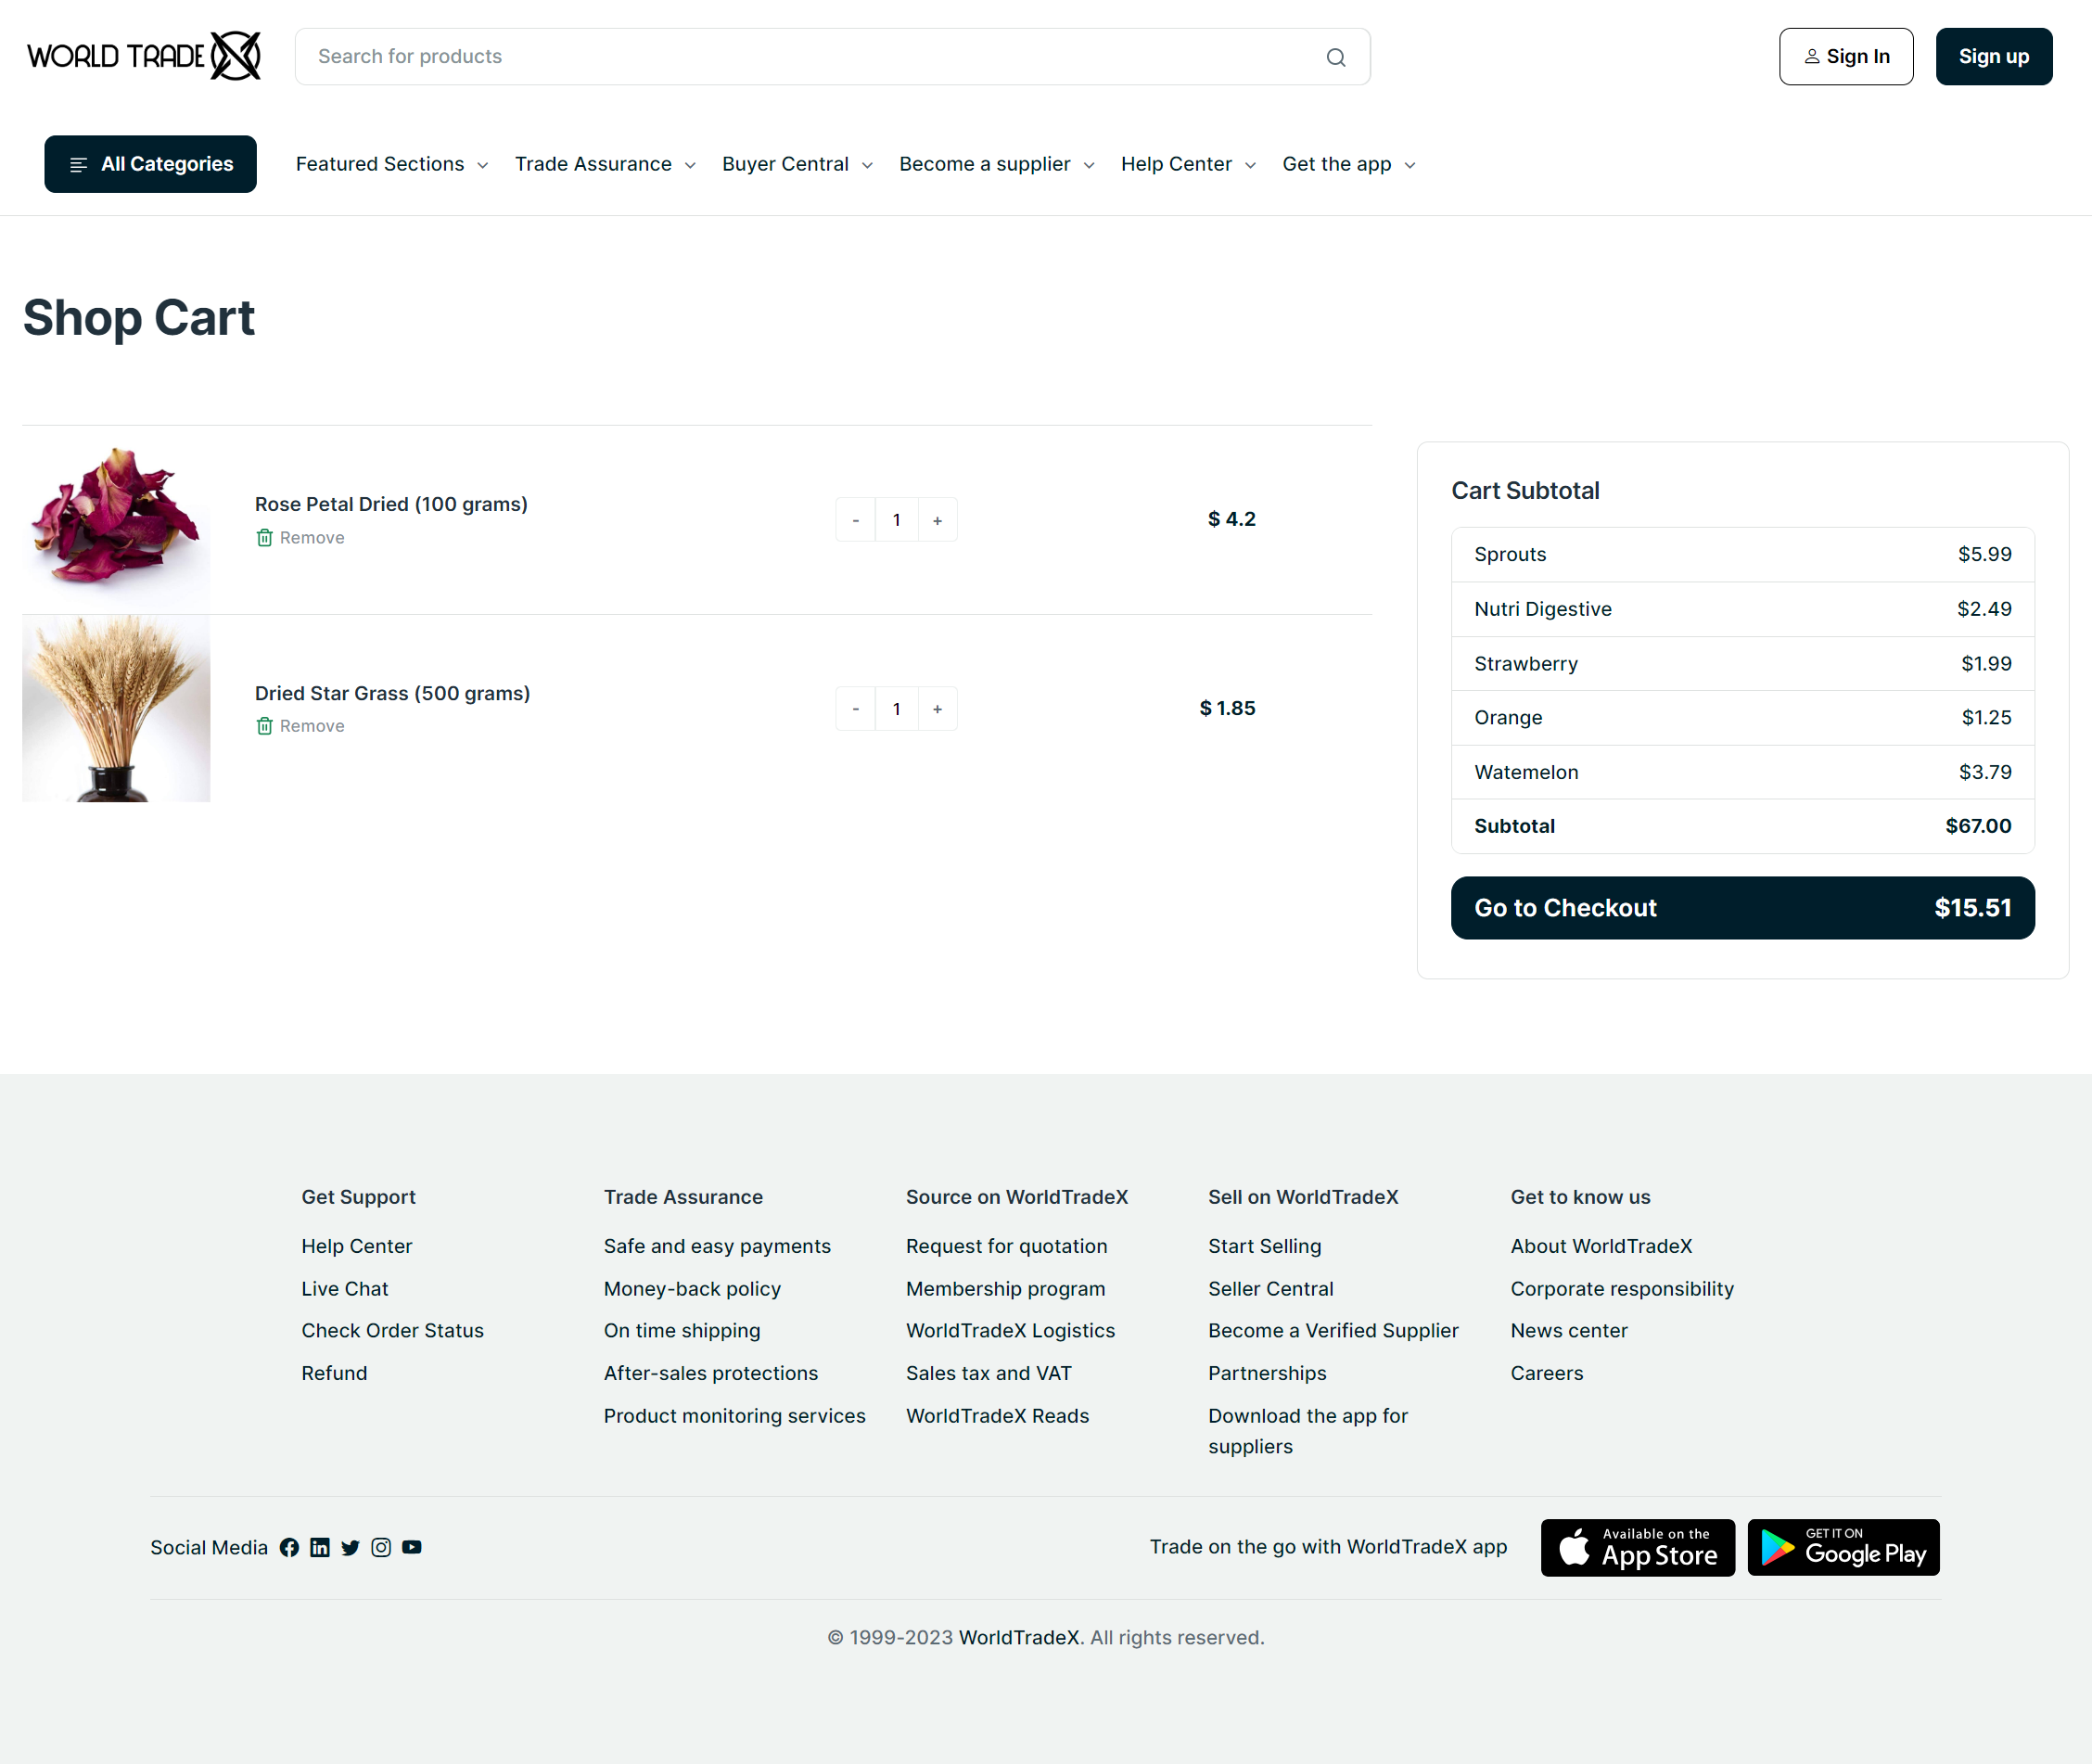 WORLD TRADE X
Search for products
Sign In
Sign up
All Categories
Featured Sections
Trade Assurance
Buyer Central
Become a supplier
Help Center
Get the app
Shop Cart
Rose Petal Dried (100 grams)
Remove
- 1 +
$ 4.2
Dried Star Grass (500 grams)
Remove
- 1 +
$ 1.85
Cart Subtotal
Sprouts $5.99
Nutri Digestive $2.49
Strawberry $1.99
Orange $1.25
Watemelon $3.79
Subtotal $67.00
Go to Checkout $15.51
Get Support
Help Center
Live Chat
Check Order Status
Refund
Trade Assurance
Safe and easy payments
Money-back policy
On time shipping
After-sales protections
Product monitoring services
Source on WorldTradeX
Request for quotation
Membership program
WorldTradeX Logistics
Sales tax and VAT
WorldTradeX Reads
Sell on WorldTradeX
Start Selling
Seller Central
Become a Verified Supplier
Partnerships
Download the app for
suppliers
Get to know us
About WorldTradeX
Corporate responsibility
News center
Careers
Social Media
Trade on the go with WorldTradeX app
Available on the
App Store
GET IT ON
Google Play
© 1999-2023 WorldTradeX. All rights reserved.